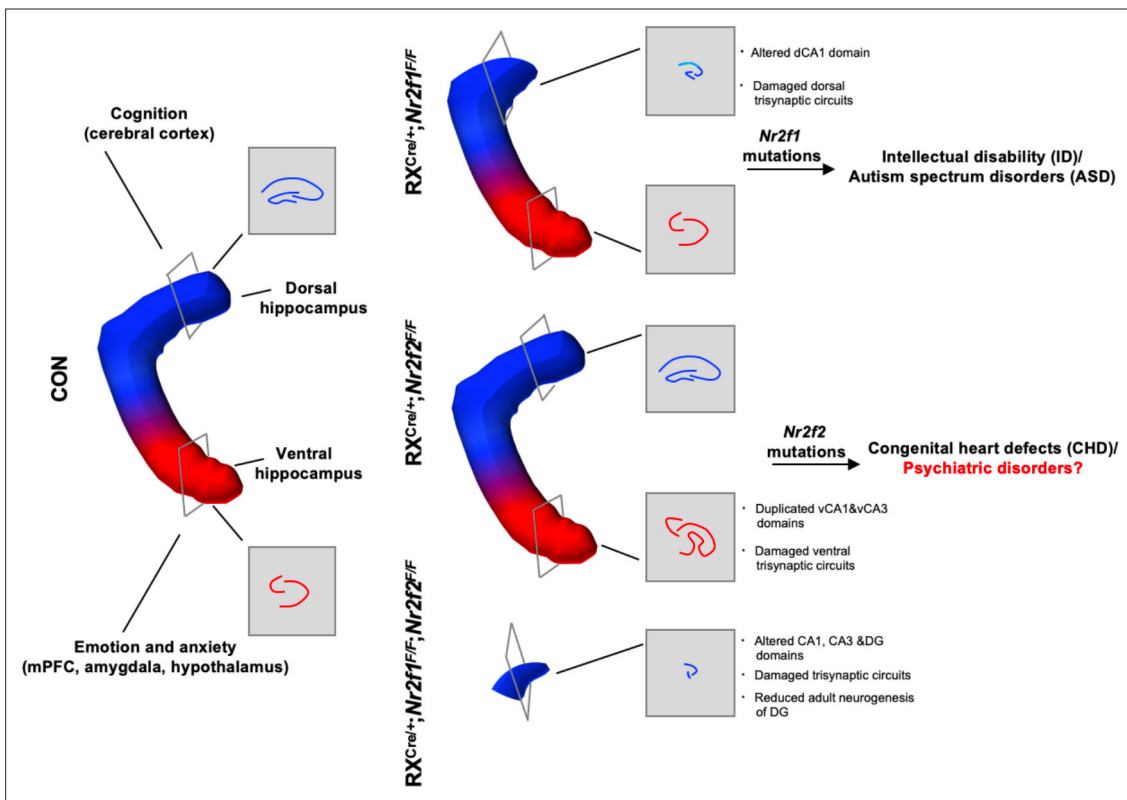 CON
Cognition
(cerebral cortex)
Dorsal
hippocampus
Ventral
hippocampus
Emotion and anxiety
(mPFC, amygdala, hypothalamus)
RXCre/+;Nr2f1F/F
· Altered dCA1 domain
· Damaged dorsal
trisynaptic circuits
Nr2f1
mutations
Intellectual disability (ID)/
Autism spectrum disorders (ASD)
RXCre/+;Nr2f2F/F
Nr2f2
mutations
Congenital heart defects (CHD)/
Psychiatric disorders?
· Duplicated vCA1&vCA3
domains
· Damaged ventral
trisynaptic circuits
RXCre/+;Nr2f1F/F;Nr2f2F/F
· Altered CA1, CA3 &DG
domains
· Damaged trisynaptic circuits
· Reduced adult neurogenesis
of DG